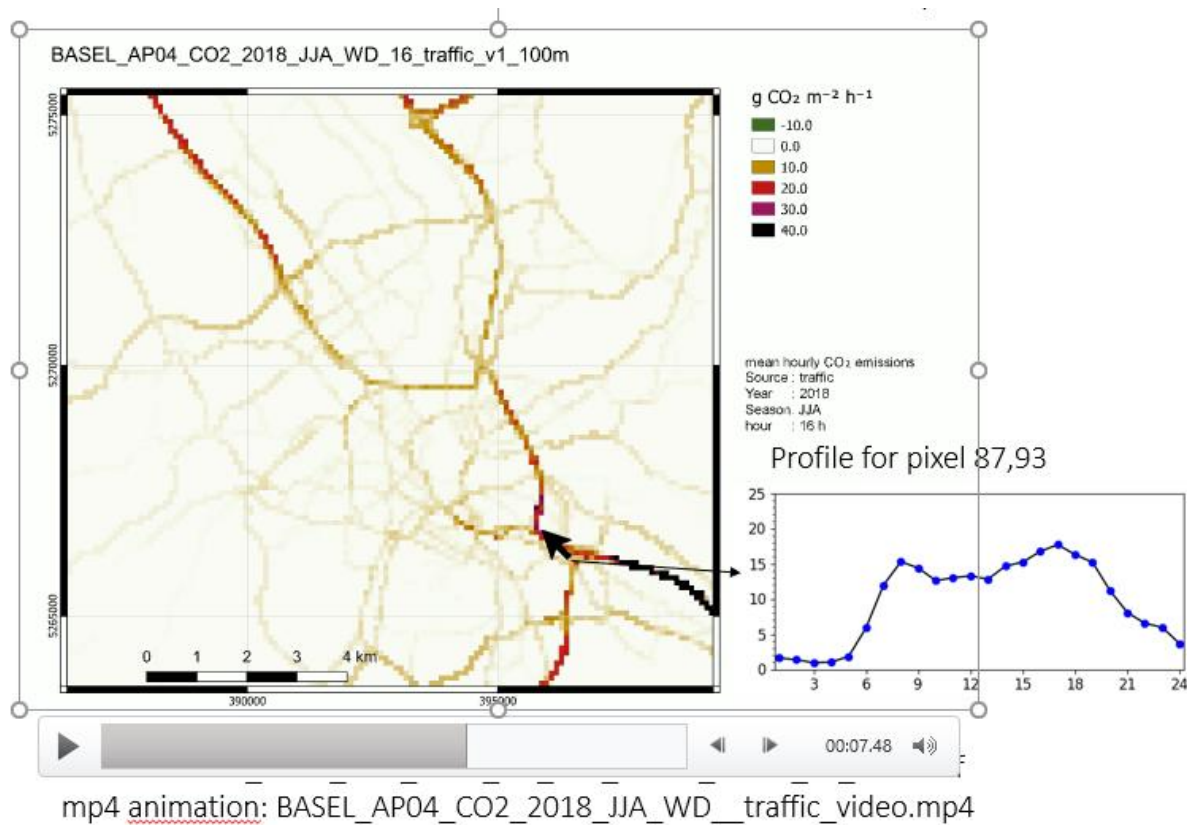 BASEL_AP04_CO2_2018_JJA_WD_16_traffic_v1_100m
g CO₂ m⁻² h⁻¹
-10.0
0.0
10.0
20.0
30.0
40.0
5275000
5270000
5265000
mean hourly CO₂ emissions
Source : traffic
Year : 2018
Season: JJA
hour : 16 h
Profile for pixel 87,93
25
20
15
10
5
0
3 6 9 12 15 18 21 24
0 1 2 3 4 km
390000 395000
00:07.48
mp4 animation: BASEL_AP04_CO2_2018_JJA_WD__traffic_video.mp4